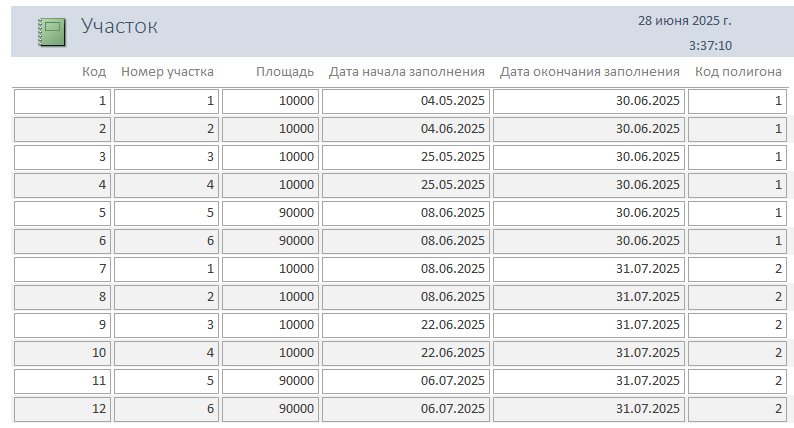 Участок
28 июня 2025 г.
3:37:10
Код Номер участка Площадь Дата начала заполнения Дата окончания заполнения Код полигона
1 1 10000 04.05.2025 30.06.2025 1
2 2 10000 04.06.2025 30.06.2025 1
3 3 10000 25.05.2025 30.06.2025 1
4 4 10000 25.05.2025 30.06.2025 1
5 5 90000 08.06.2025 30.06.2025 1
6 6 90000 08.06.2025 30.06.2025 1
7 1 10000 08.06.2025 31.07.2025 2
8 2 10000 08.06.2025 31.07.2025 2
9 3 10000 22.06.2025 31.07.2025 2
10 4 10000 22.06.2025 31.07.2025 2
11 5 90000 06.07.2025 31.07.2025 2
12 6 90000 06.07.2025 31.07.2025 2